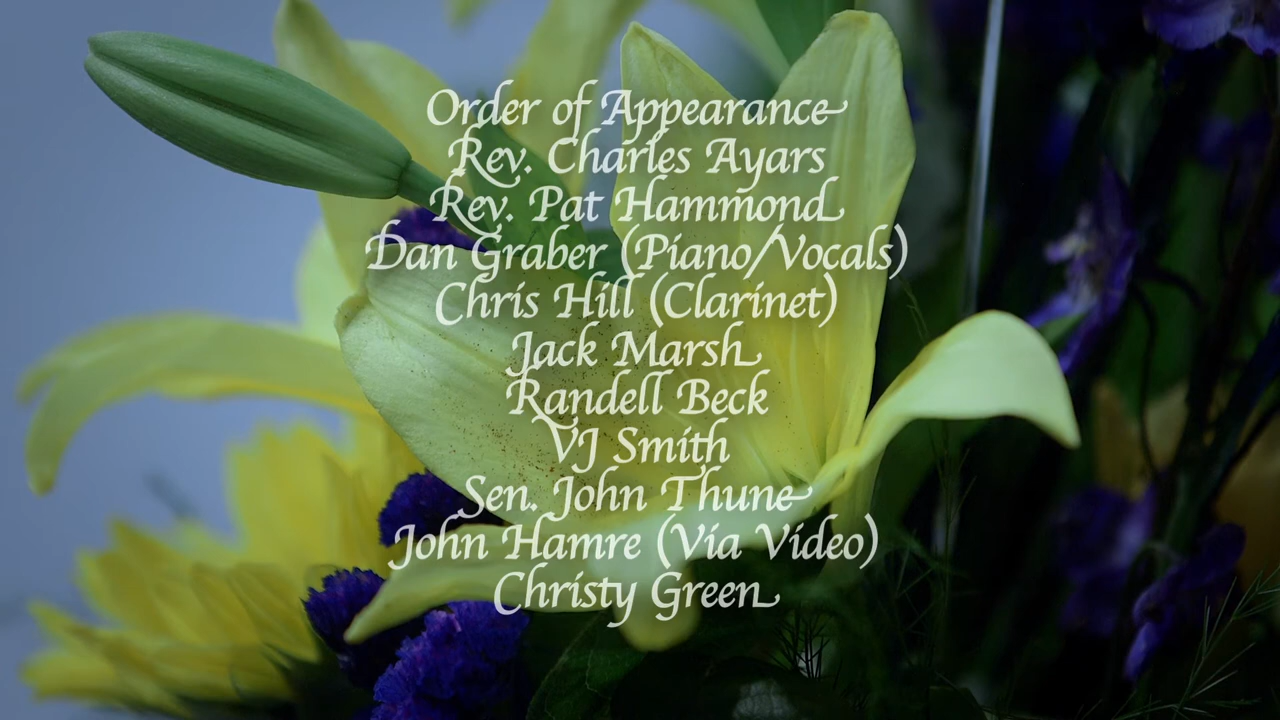 Order of Appearance
Rev. Charles Ayars
Rev. Pat Hammond
Dan Graber (Piano/Vocals)
Chris Hill (Clarinet)
Jack Marsh
Randell Beck
VJ Smith
Sen. John Thune
John Hamre (Via Video)
Christy Green